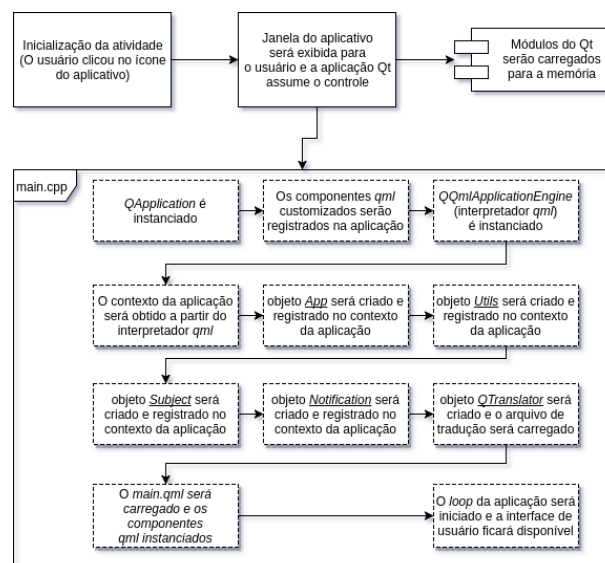 Inicialização da atividade
(O usuário clicou no ícone
do aplicativo)
Janela do aplicativo
será exibida para
o usuário e a aplicação Qt
assume o controle
Módulos do Qt
serão carregados
para a memória
main.cpp
QApplication é
instanciado
Os componentes qml
customizados serão
registrados na aplicação
QQmlApplicationEngine
(interpretador qml)
é instanciado
O contexto da aplicação
será obtido a partir do
interpretador qml
objeto App será criado e
registrado no contexto
da aplicação
objeto Utils será criado e
registrado no contexto
da aplicação
objeto Subject será
criado e registrado no
contexto da aplicação
objeto Notification será
criado e registrado no
contexto da aplicação
objeto QTranslator será
criado e o arquivo de
tradução será carregado
O main.qml será
carregado e os
componentes
qml instanciados
O loop da aplicação será
iniciado e a interface de
usuário ficará disponível